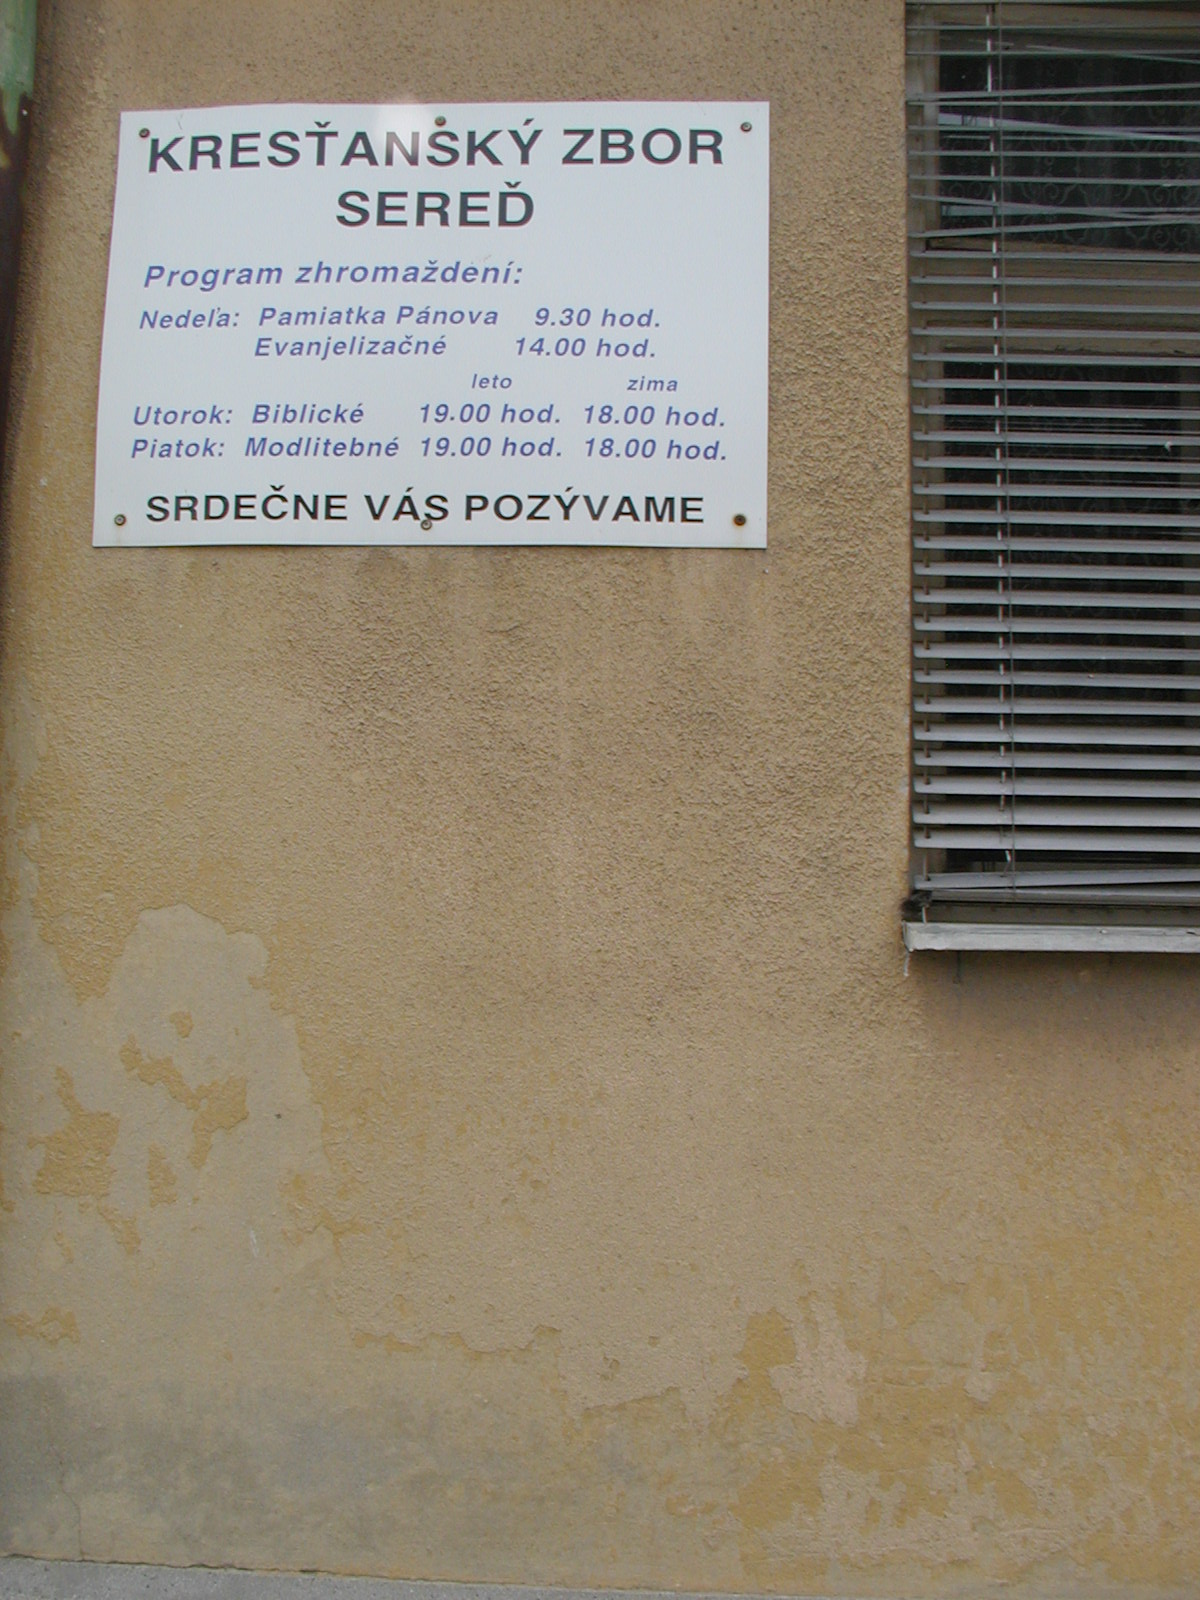 KRESŤANSKÝ ZBOR
SEREĎ
Program zhromaždení:
Nedeľa: Pamiatka Pánova 9.30 hod.
Evanjelizačné 14.00 hod.
leto zima
Utorok: Biblické 19.00 hod. 18.00 hod.
Piatok: Modlitebné 19.00 hod. 18.00 hod.
SRDEČNE VÁS POZÝVAME